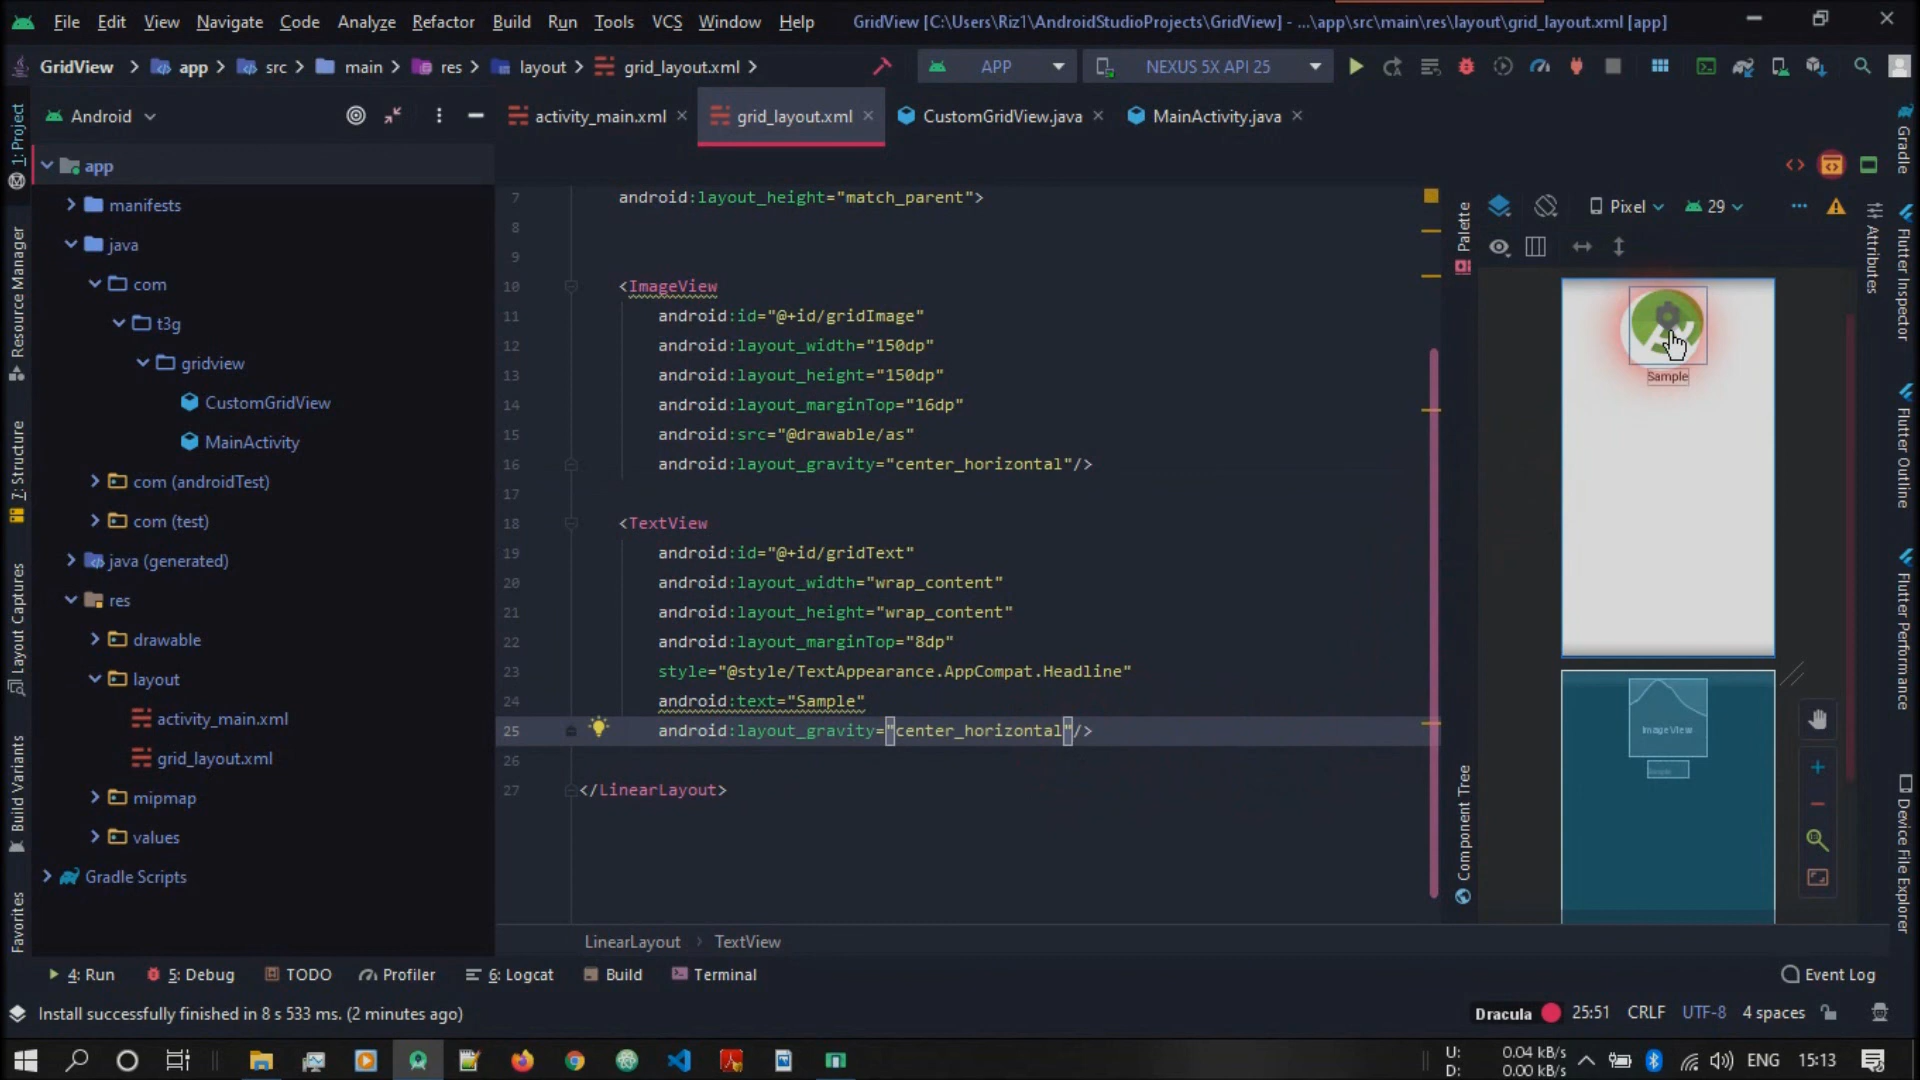 File Edit View Navigate Code Analyze Refactor Build Run Tools VCS Window Help GridView [C:\Users\Riz1\AndroidStudioProjects\GridView] - ...\app\src\main\res\layout\grid_layout.xml [app]
GridView app src main res layout grid_layout.xml APP NEXUS 5X API 25
Android
activity_main.xml grid_layout.xml CustomGridView.java MainActivity.java
app
manifests
java
com
t3g
gridview
CustomGridView
MainActivity
com (androidTest)
com (test)
java (generated)
res
drawable
layout
activity_main.xml
grid_layout.xml
mipmap
values
Gradle Scripts
1: Project
Resource Manager
7: Structure
Layout Captures
Build Variants
Favorites
7 android:layout_height="match_parent">
8
9
10 <ImageView
11 android:id="@+id/gridImage"
12 android:layout_width="150dp"
13 android:layout_height="150dp"
14 android:layout_marginTop="16dp"
15 android:src="@drawable/as"
16 android:layout_gravity="center_horizontal"/>
17
18 <TextView
19 android:id="@+id/gridText"
20 android:layout_width="wrap_content"
21 android:layout_height="wrap_content"
22 android:layout_marginTop="8dp"
23 style="@style/TextAppearance.AppCompat.Headline"
24 android:text="Sample"
25 android:layout_gravity="center_horizontal"/>
26
27 </LinearLayout>
LinearLayout TextView
Palette
Component Tree
Pixel 29
Sample
ImageView
Attributes
Gradle
Flutter Inspector
Flutter Outline
Flutter Performance
Device File Explorer
4: Run 5: Debug TODO Profiler 6: Logcat Build Terminal Event Log
Install successfully finished in 8 s 533 ms. (2 minutes ago) Dracula 25:51 CRLF UTF-8 4 spaces
U: 0.04 kB/s
D: 0.00 kB/s
ENG 15:13